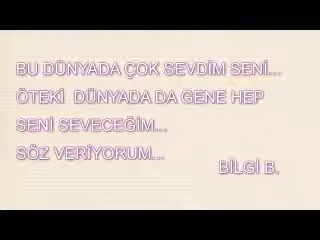 BU DÜNYADA ÇOK SEVDİM SENİ...
ÖTEKİ  DÜNYADA DA GENE HEP
SENİ SEVECEĞİM...
SÖZ VERİYORUM...
BİLGİ B.